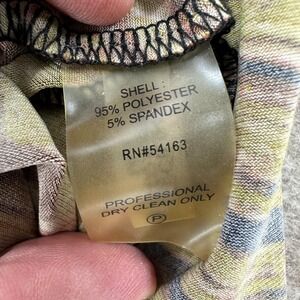 SHELL:
95% POLYESTER
5% SPANDEX
RN#54163
PROFESSIONAL
DRY CLEAN ONLY
P